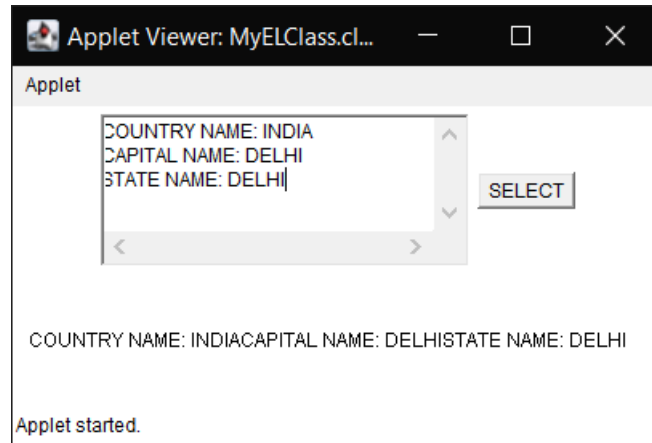 Applet Viewer: MyELClass.cl...
Applet
COUNTRY NAME: INDIA
CAPITAL NAME: DELHI
STATE NAME: DELHI
SELECT
COUNTRY NAME: INDIACAPITAL NAME: DELHISTATE NAME: DELHI
Applet started.